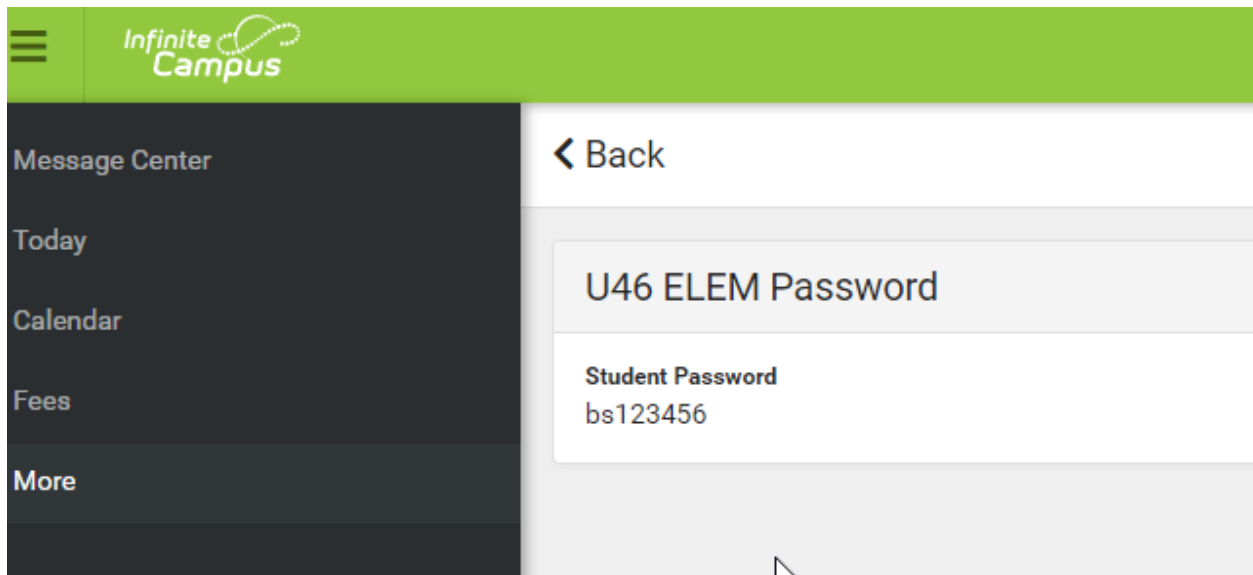 Infinite
Campus
Message Center
Today
Calendar
Fees
More
Back
U46 ELEM Password
Student Password
bs123456